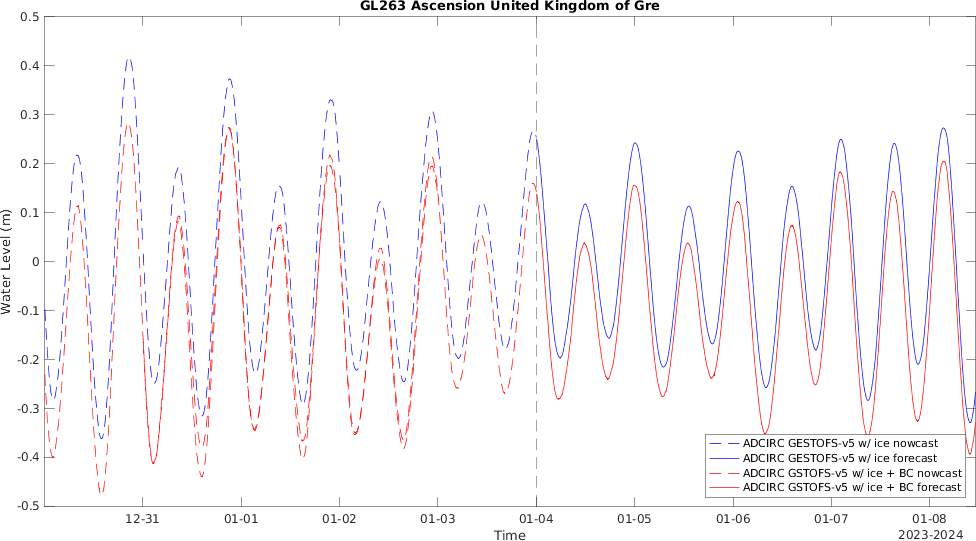 GL263 Ascension United Kingdom of Gre
0.5
0.4
0.3
0.2
0.1
0
-0.1
-0.2
-0.3
-0.4
-0.5
Water Level (m)
ADCIRC GESTOFS-v5 w/ ice nowcast
ADCIRC GESTOFS-v5 w/ ice forecast
ADCIRC GSTOFS-v5 w/ ice + BC nowcast
ADCIRC GSTOFS-v5 w/ ice + BC forecast
12-31 01-01 01-02 01-03 01-04 01-05 01-06 01-07 01-08
Time
2023-2024